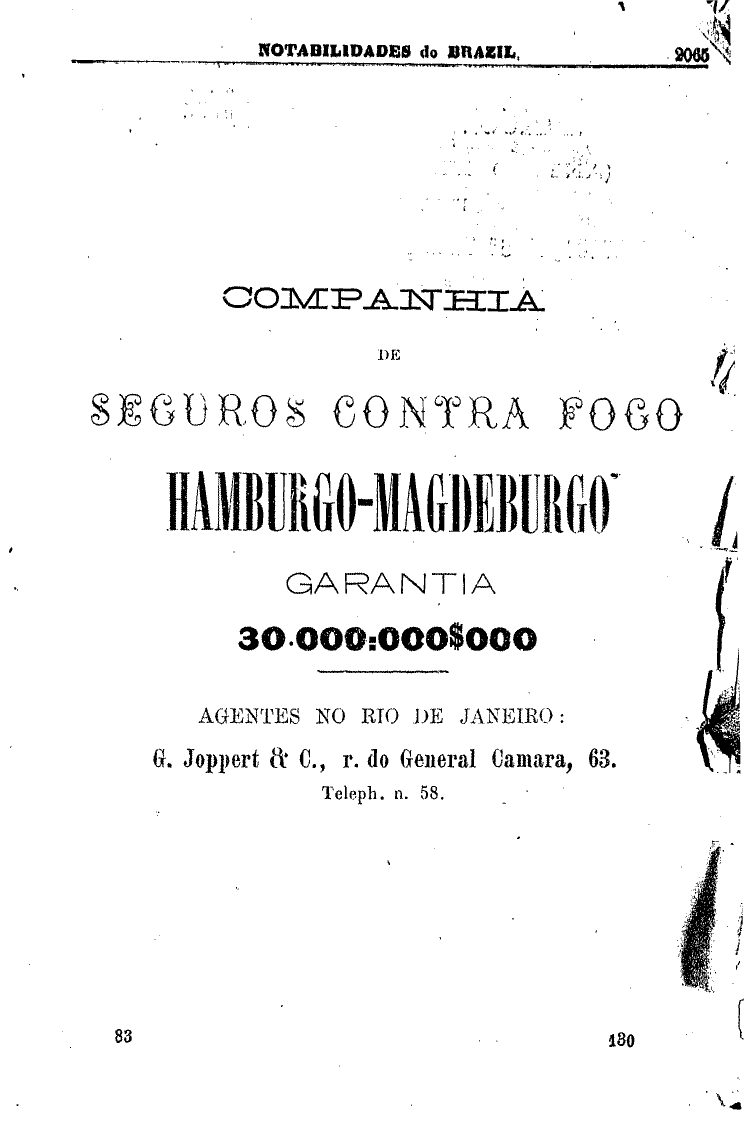 NOTABILIDADES do BRAZIL, 2065
COMPANHIA
DE
SEGUROS CONTRA FOGO
HAMBURGO-MAGDEBURGO
GARANTIA
30.000:000$000
AGENTES NO RIO DE JANEIRO:
G. Joppert & C., r. do General Camara, 63.
Teleph. n. 58.
83 130